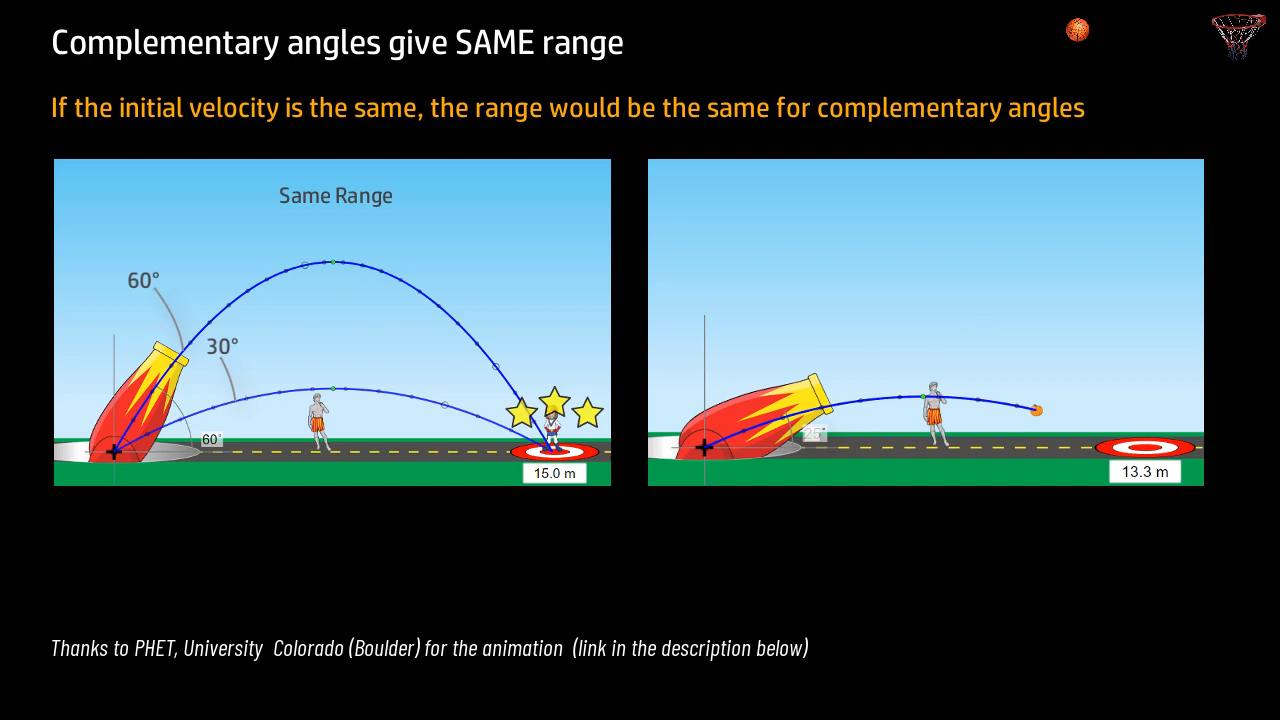 Complementary angles give SAME range
If the initial velocity is the same, the range would be the same for complementary angles
Same Range
60°
30°
60°
15.0 m
25°
13.3 m
Thanks to PHET, University  Colorado (Boulder) for the animation  (link in the description below)